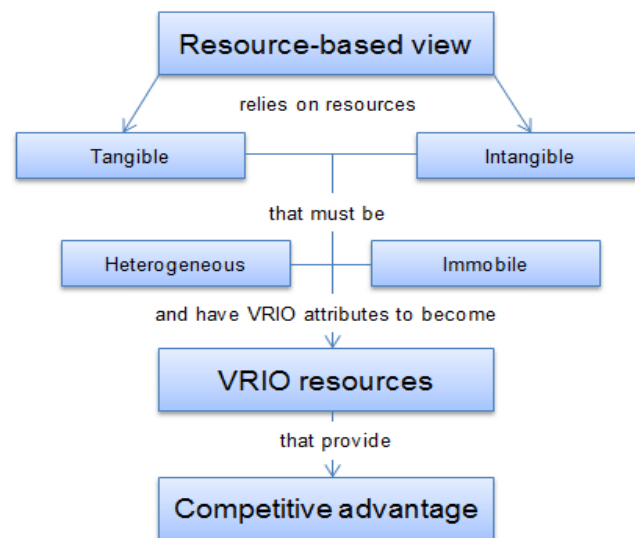 Resource-based view
relies on resources
Tangible
Intangible
that must be
Heterogeneous
Immobile
and have VRIO attributes to become
VRIO resources
that provide
Competitive advantage